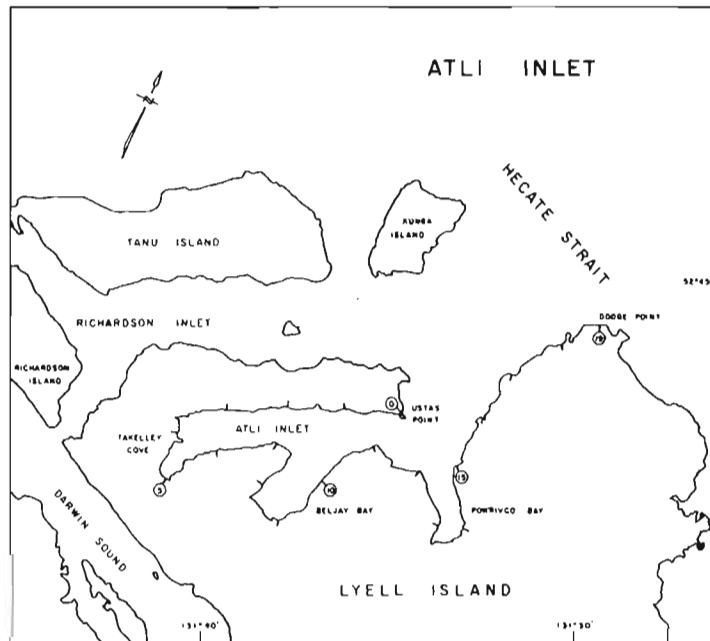 ATLI INLET
N
HECATE STRAIT
KUNGA
ISLAND
TANU ISLAND
52°45
DODGE POINT
RICHARDSON INLET
19
RICHARDSON
ISLAND
0
USTAS
POINT
ATLI INLET
TAKELLEY
COVE
5
10
15
BELJAY BAY
POWRIVCO BAY
DARWIN
SOUND
LYELL ISLAND
131°40'
131°30'